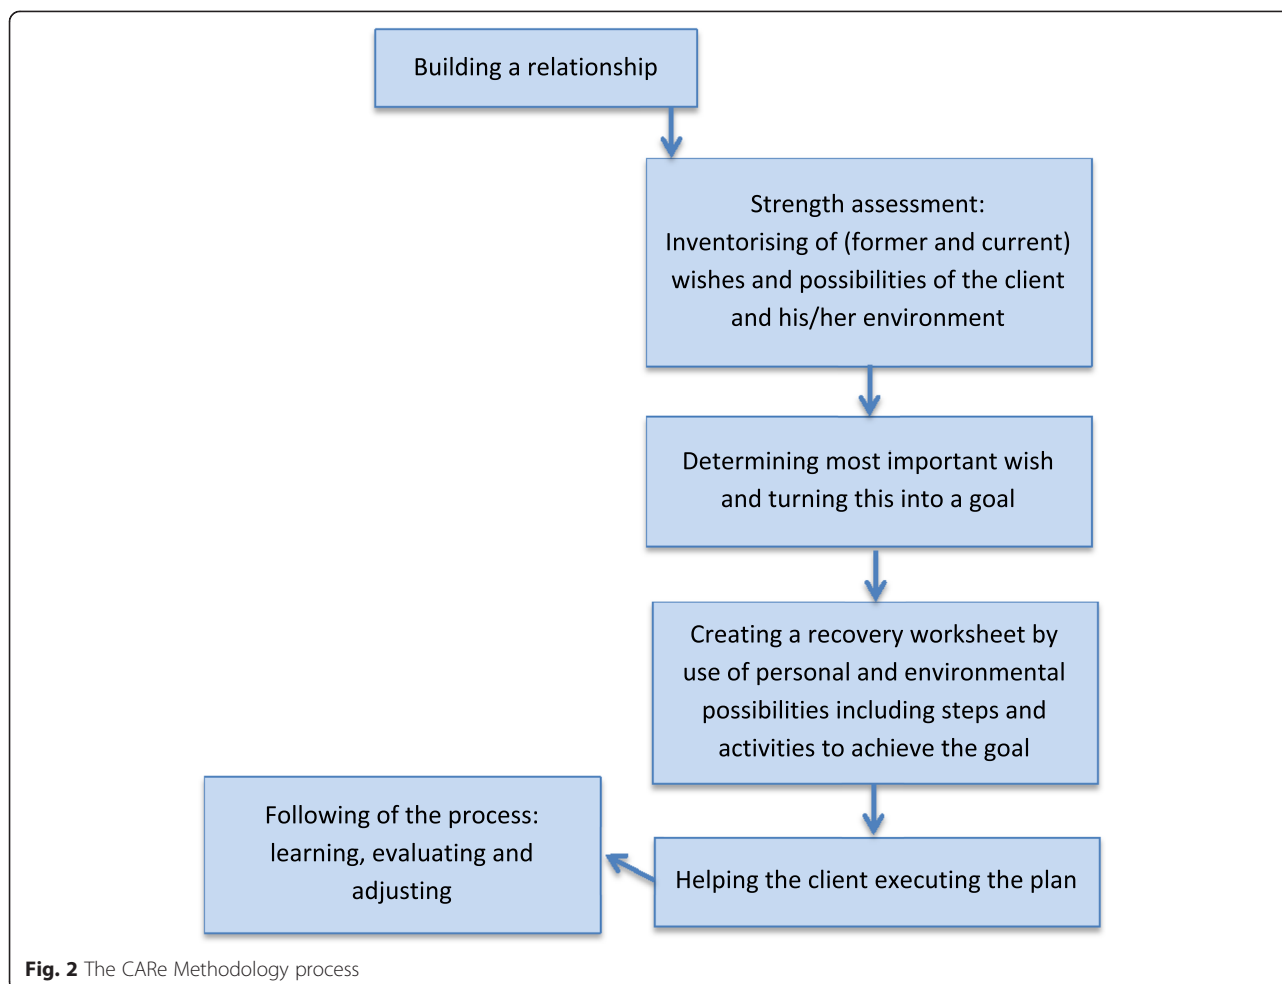 Building a relationship
Strength assessment:
Inventorising of (former and current)
wishes and possibilities of the client
and his/her environment
Determining most important wish
and turning this into a goal
Creating a recovery worksheet by
use of personal and environmental
possibilities including steps and
activities to achieve the goal
Helping the client executing the plan
Following of the process:
learning, evaluating and
adjusting
Fig. 2 The CARe Methodology process